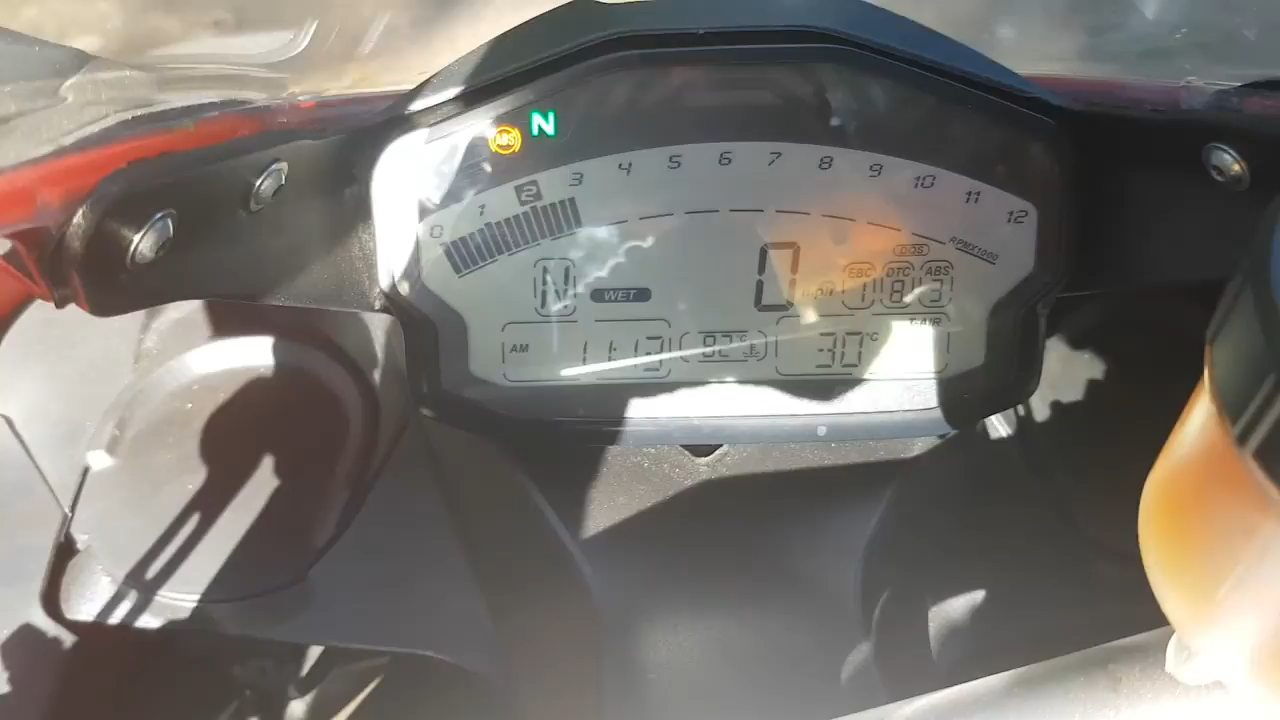 N
ABS
0 1 2 3 4 5 6 7 8 9 10 11 12
RPMX1000
DQS
EBC DTC ABS
N WET 0 1 8 3
T-AIR
AM 82°C 30°C